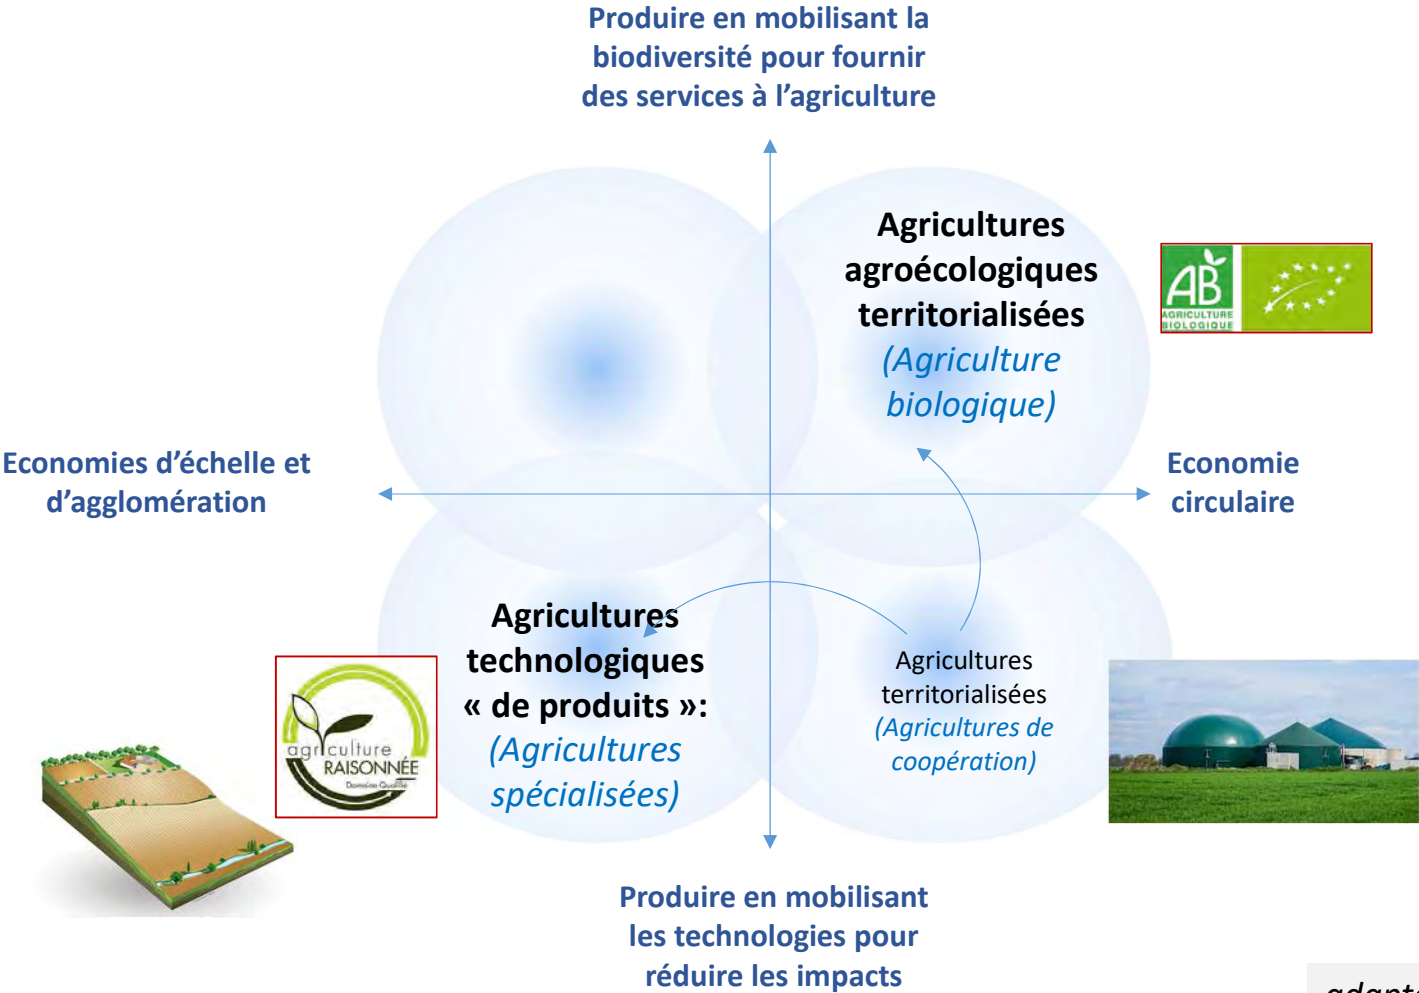 Produire en mobilisant la
biodiversité pour fournir
des services à l’agriculture
Agricultures
agroécologiques
territorialisées
(Agriculture
biologique)
AB
AGRICULTURE
BIOLOGIQUE
Economies d’échelle et
d’agglomération
Economie
circulaire
Agricultures
technologiques
« de produits »:
(Agricultures
spécialisées)
agriculture
RAISONNÉE
Domaine Qualifié
Agricultures
territorialisées
(Agricultures de
coopération)
Produire en mobilisant
les technologies pour
réduire les impacts